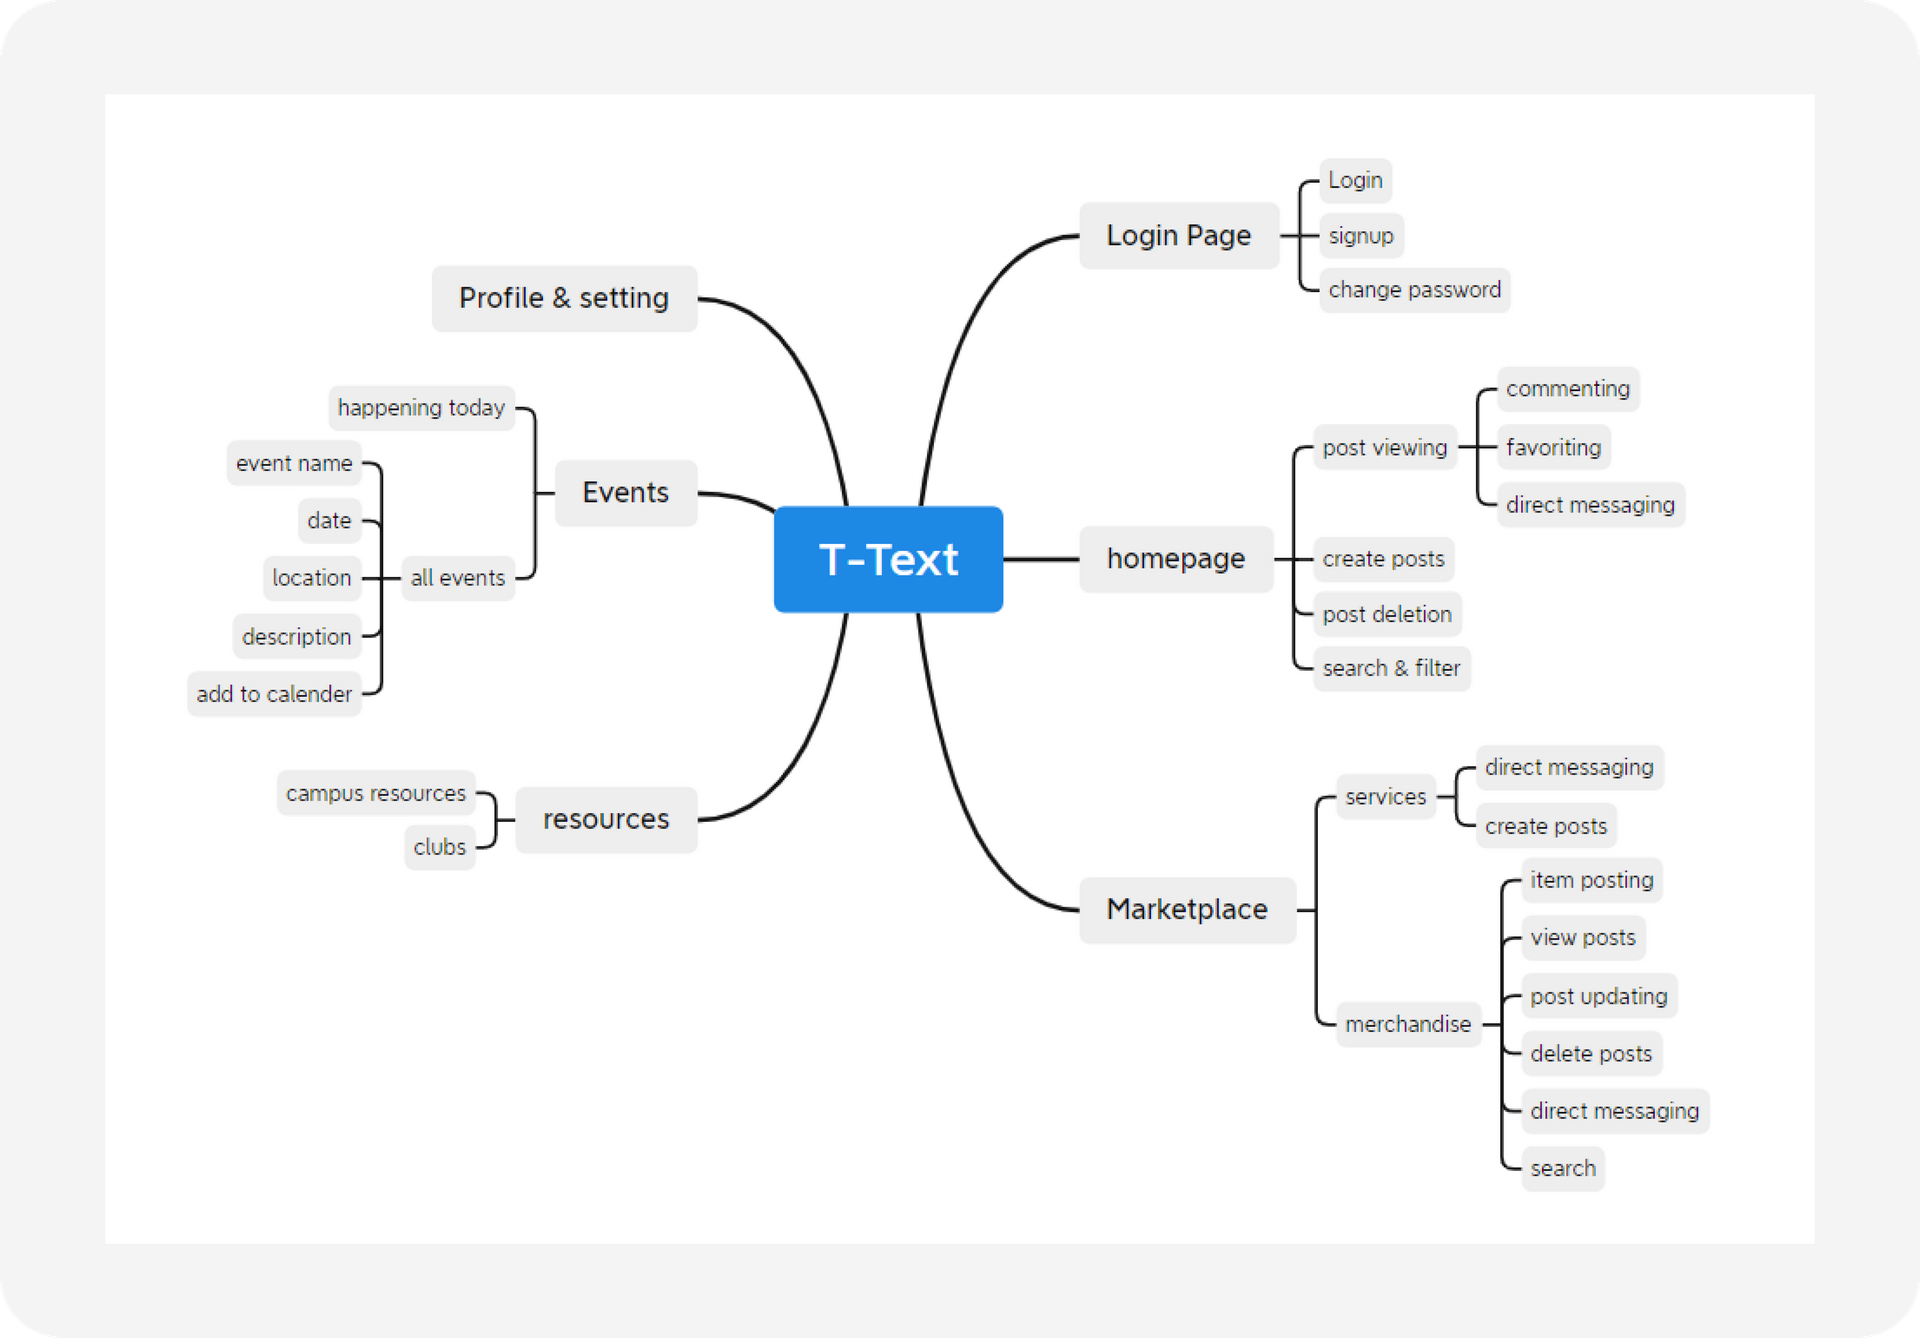 T-Text
Login Page
Login
signup
change password
homepage
post viewing
commenting
favoriting
direct messaging
create posts
post deletion
search & filter
Marketplace
services
direct messaging
create posts
merchandise
item posting
view posts
post updating
delete posts
direct messaging
search
Profile & setting
Events
happening today
all events
event name
date
location
description
add to calender
resources
campus resources
clubs